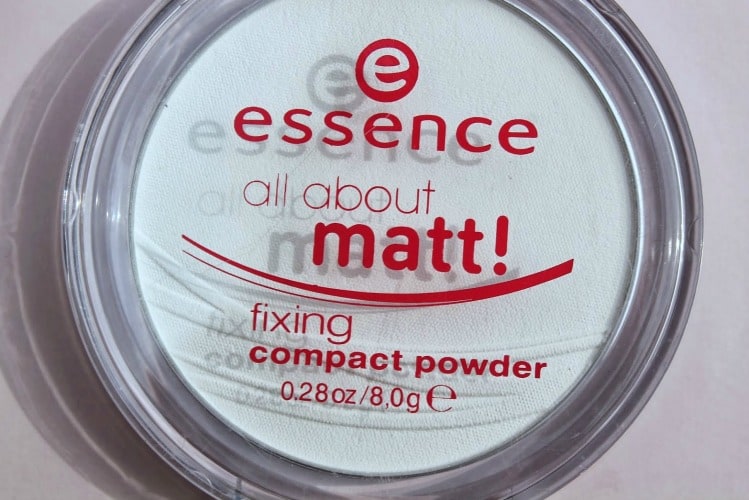 e
essence
all about
matt!
fixing
compact powder
0.28oz/8,0g ℮